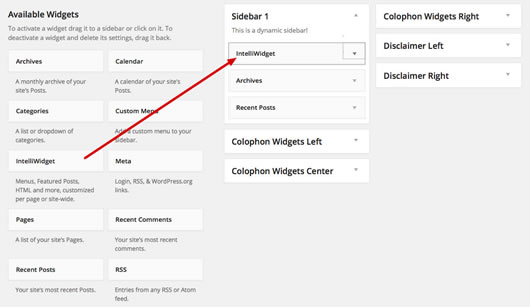 Available Widgets
To activate a widget drag it to a sidebar or click on it. To
deactivate a widget and delete its settings, drag it back.
Archives
A monthly archive of your
site's Posts.
Calendar
A calendar of your site's
Posts.
Categories
A list or dropdown of
categories.
Custom Menu
Add a custom menu to your
sidebar.
IntelliWidget
Menus, Featured Posts,
HTML and more, customized
per page or site-wide.
Meta
Login, RSS, & WordPress.org
links.
Pages
A list of your site's Pages.
Recent Comments
Your site's most recent
comments.
Recent Posts
Your site's most recent Posts.
RSS
Entries from any RSS or Atom
feed.
Sidebar 1
This is a dynamic sidebar!
IntelliWidget
Archives
Recent Posts
Colophon Widgets Left
Colophon Widgets Center
Colophon Widgets Right
Disclaimer Left
Disclaimer Right